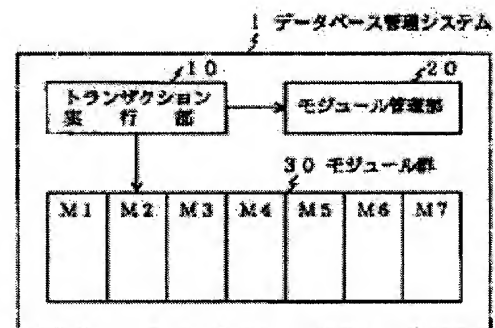 1 データベース管理システム
10
20
トランザクション
実行部
モジュール管理部
30 モジュール群
M1 M2 M3 M4 M5 M6 M7